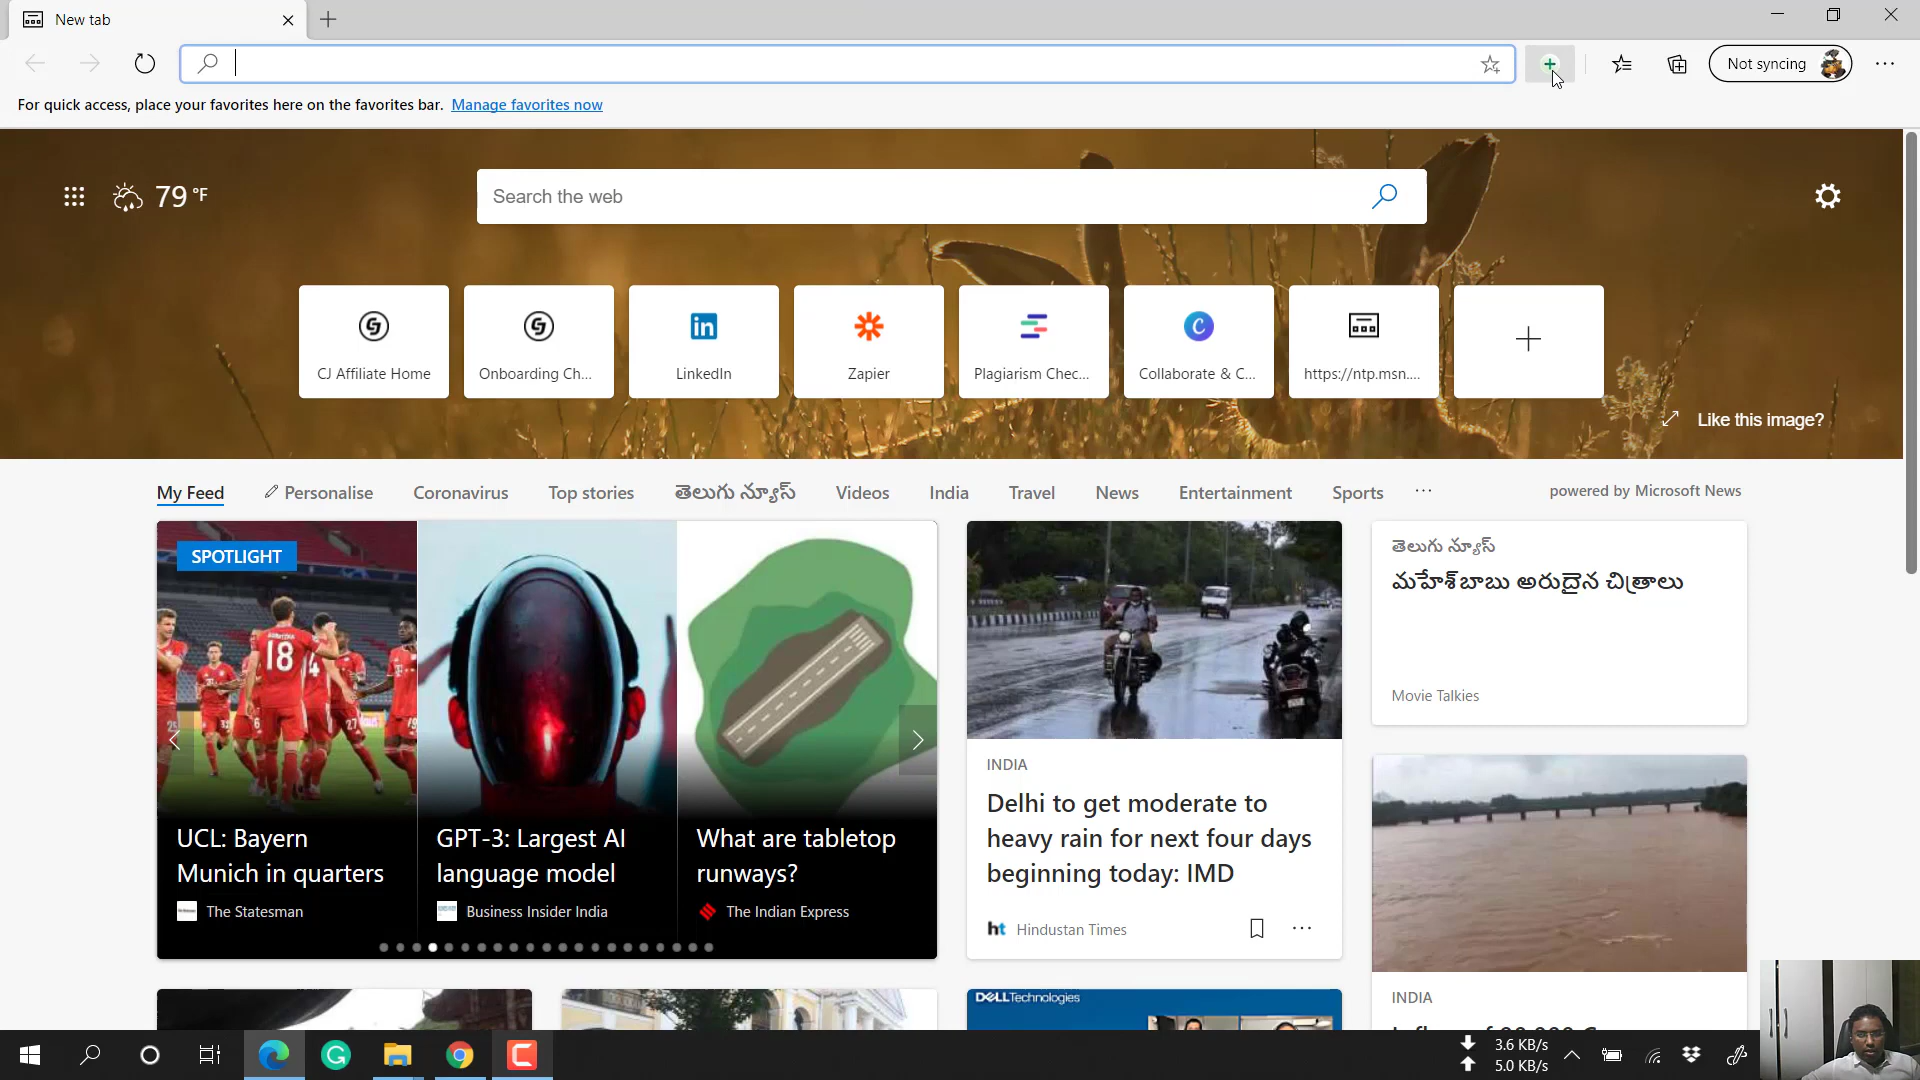 New tab
Not syncing
For quick access, place your favorites here on the favorites bar. Manage favorites now
79 °F
Search the web
CJ Affiliate Home
Onboarding Ch...
LinkedIn
Zapier
Plagiarism Chec...
Collaborate & C...
https://ntp.msn....
Like this image?
My Feed
Personalise
Coronavirus
Top stories
తెలుగు న్యూస్
Videos
India
Travel
News
Entertainment
Sports
powered by Microsoft News
SPOTLIGHT
18
UCL: Bayern
Munich in quarters
The Statesman
GPT-3: Largest AI
language model
Business Insider India
What are tabletop
runways?
The Indian Express
INDIA
Delhi to get moderate to
heavy rain for next four days
beginning today: IMD
ht Hindustan Times
తెలుగు న్యూస్
మహేశ్‌బాబు అరుదైన చిత్రాలు
Movie Talkies
INDIA
DELLTechnologies
3.6 KB/s
5.0 KB/s